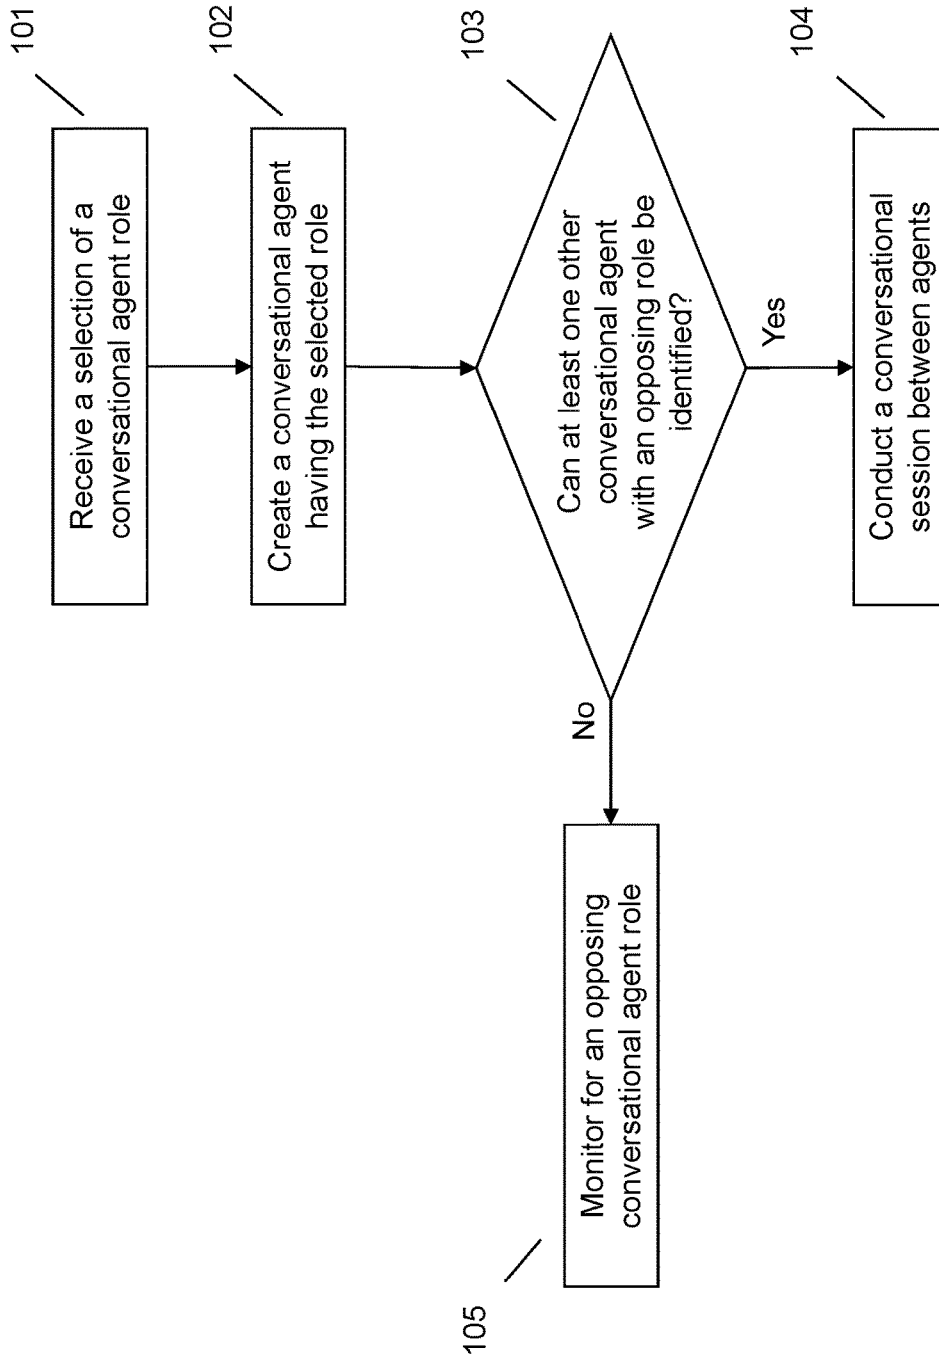 101
Receive a selection of a
conversational agent role
102
Create a conversational agent
having the selected role
103
Can at least one other
conversational agent
with an opposing role be
identified?
No
Yes
105
Monitor for an opposing
conversational agent role
104
Conduct a conversational
session between agents